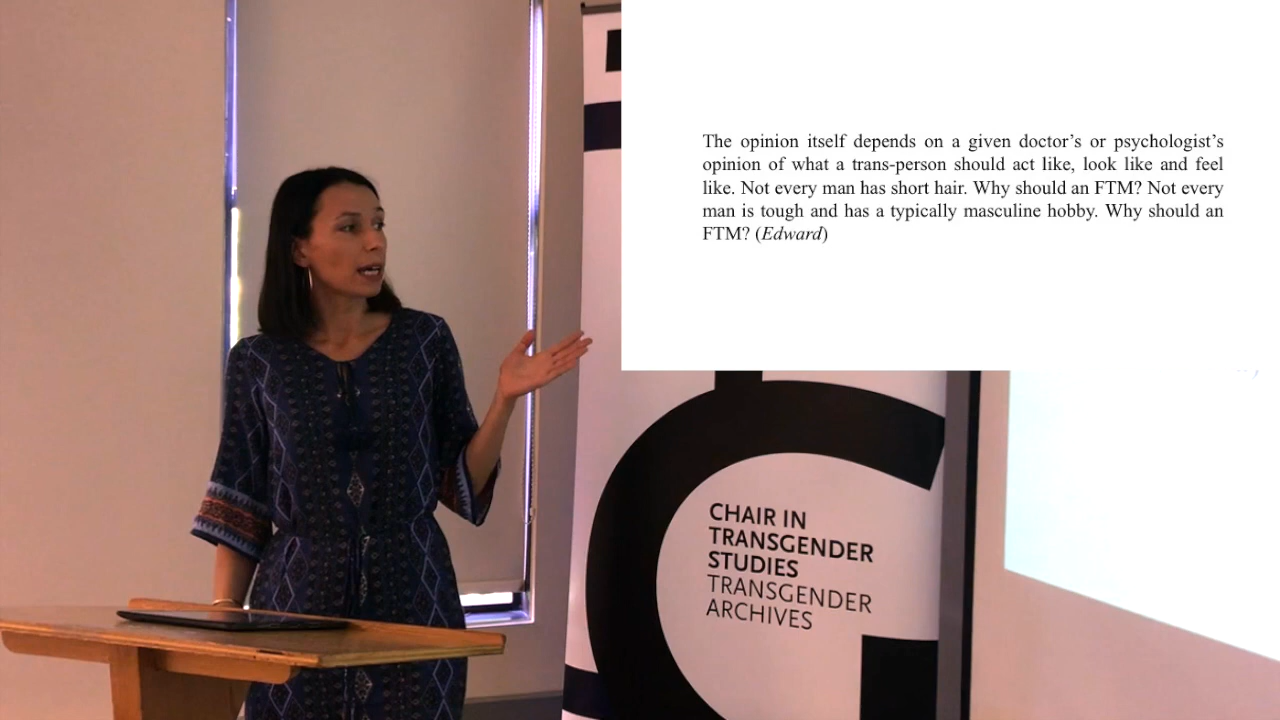 The opinion itself depends on a given doctor's or psychologist's
opinion of what a trans-person should act like, look like and feel
like. Not every man has short hair. Why should an FTM? Not every
man is tough and has a typically masculine hobby. Why should an
FTM? (Edward)
CHAIR IN
TRANSGENDER
STUDIES
TRANSGENDER
ARCHIVES